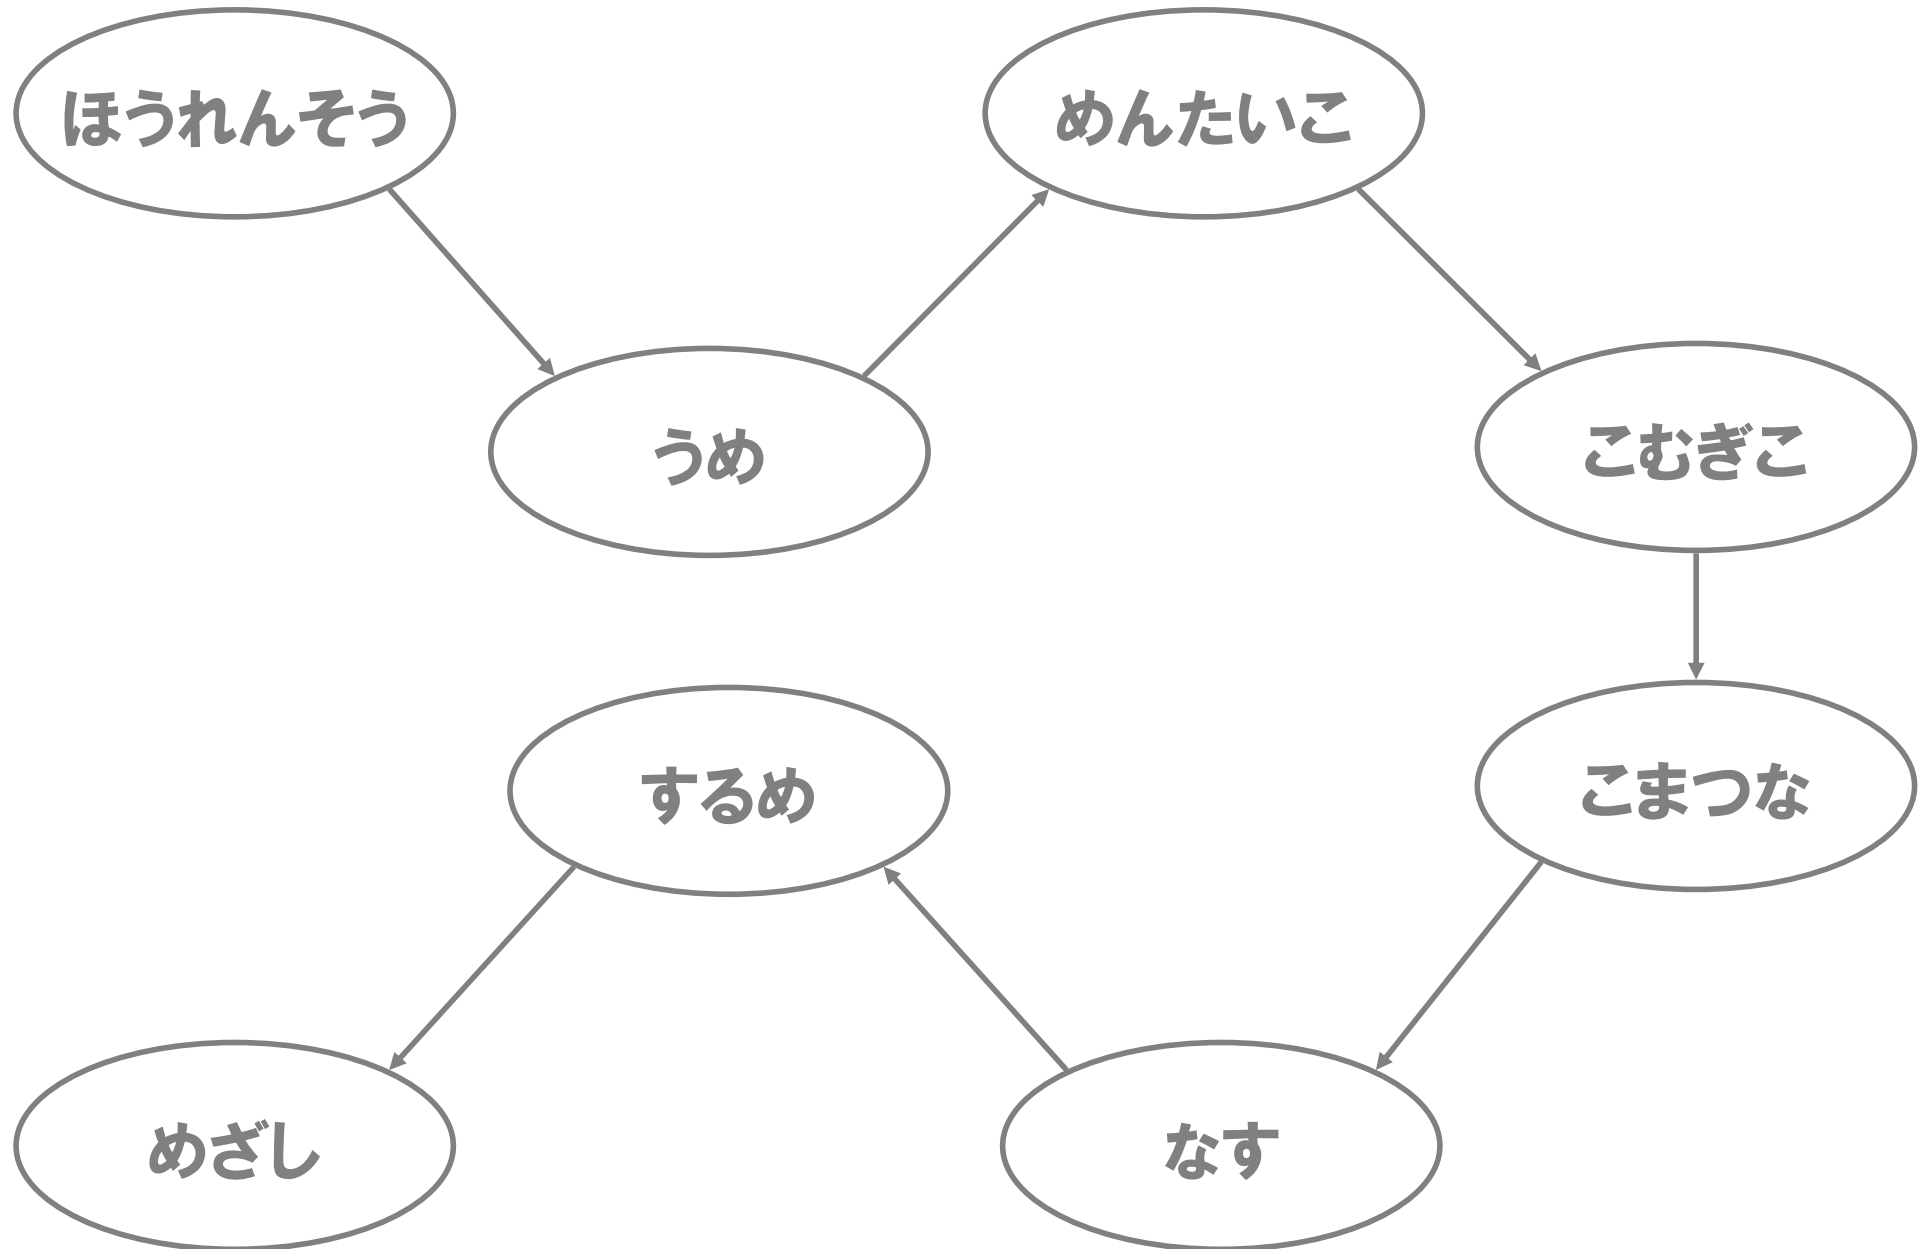 ほうれんそう
うめ
めんたいこ
こむぎこ
こまつな
なす
するめ
めざし